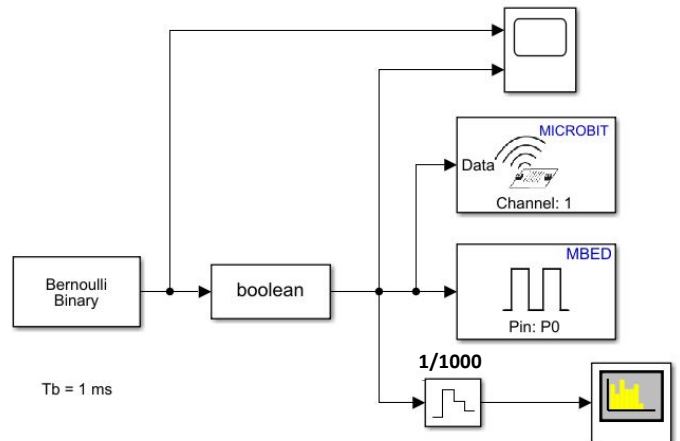 MICROBIT
Data
Channel: 1
MBED
Pin: P0
Bernoulli
Binary
boolean
1/1000
Tb = 1 ms